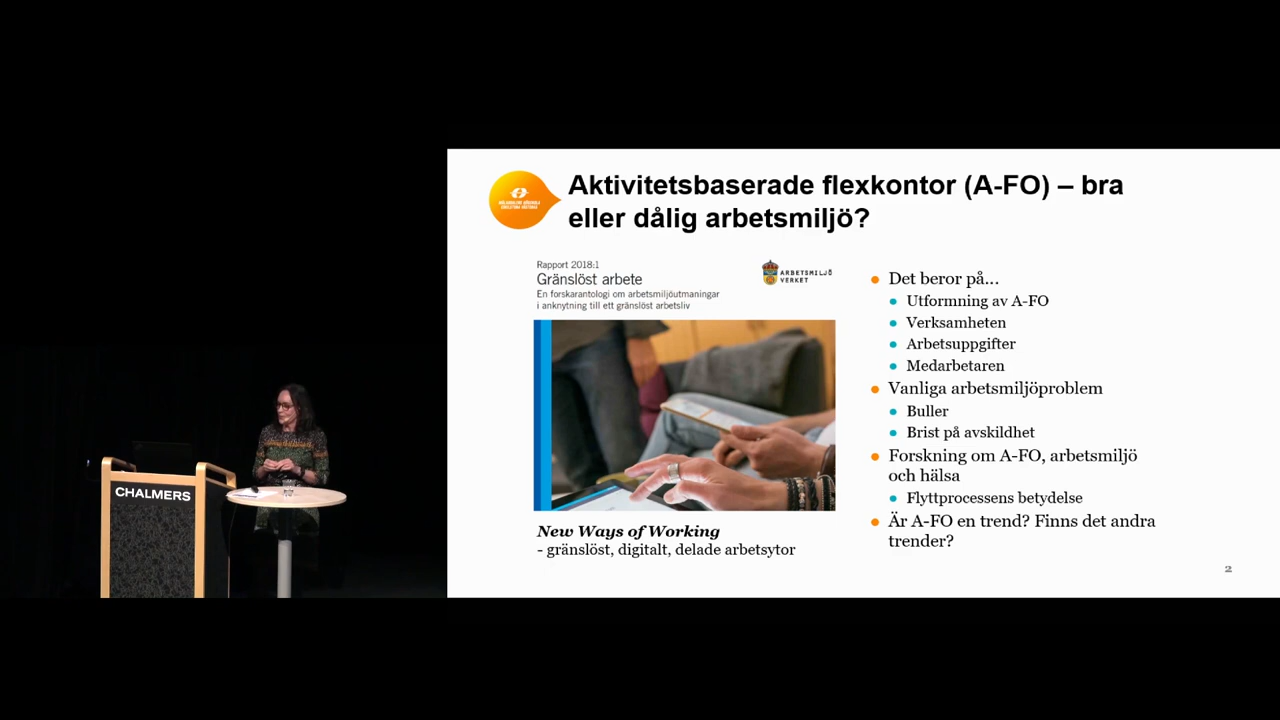 Aktivitetsbaserade flexkontor (A-FO) – bra
eller dålig arbetsmiljö?
Rapport 2018:1
Gränslöst arbete
En forskarantologi om arbetsmiljöutmaningar
i anknytning till ett gränslöst arbetsliv
ARBETSMILJÖ
VERKET
New Ways of Working
- gränslöst, digitalt, delade arbetsytor
Det beror på...
Utformning av A-FO
Verksamheten
Arbetsuppgifter
Medarbetaren
Vanliga arbetsmiljöproblem
Buller
Brist på avskildhet
Forskning om A-FO, arbetsmiljö
och hälsa
Flyttprocessens betydelse
Är A-FO en trend? Finns det andra
trender?
2
CHALMERS